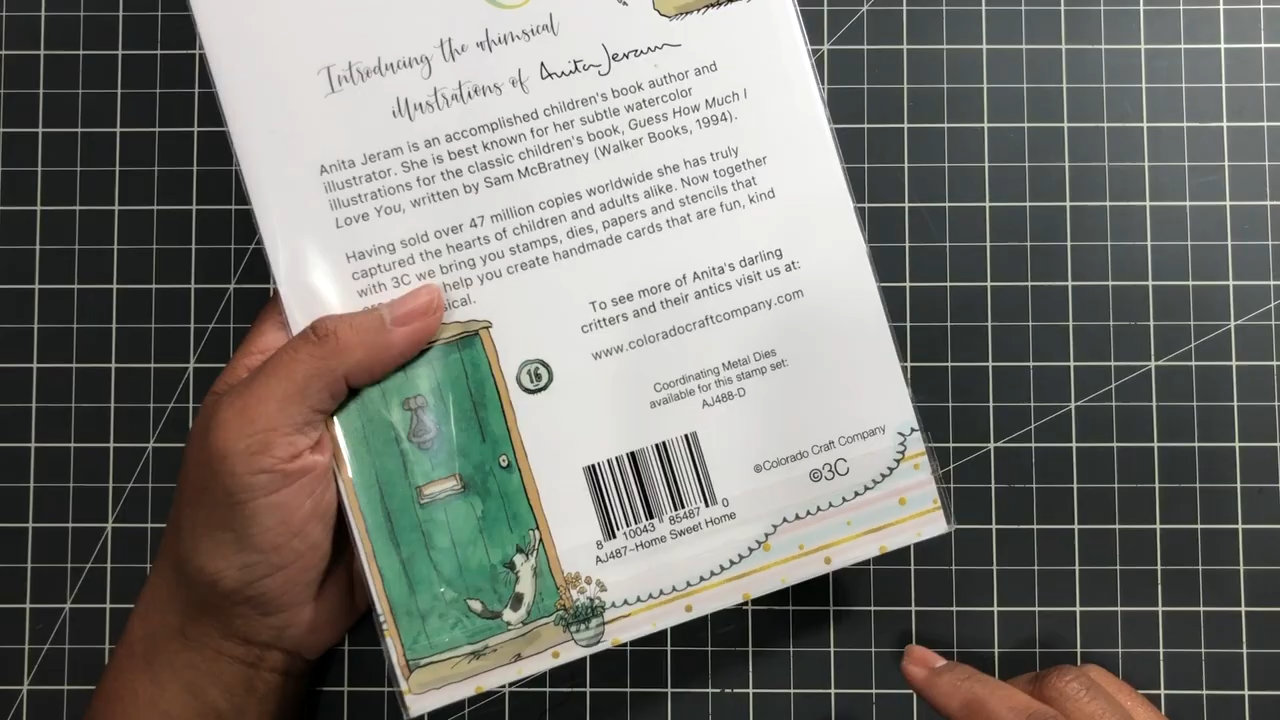 Introducing the whimsical
illustrations of Anita Jeram
Anita Jeram is an accomplished children's book author and
illustrator. She is best known for her subtle watercolor
illustrations for the classic children's book, Guess How Much I
Love You, written by Sam McBratney (Walker Books, 1994).
Having sold over 47 million copies worldwide she has truly
captured the hearts of children and adults alike. Now together
with 3C we bring you stamps, dies, papers and stencils that
help you create handmade cards that are fun, kind
To see more of Anita's darling
critters and their antics visit us at:
www.coloradocraftcompany.com
Coordinating Metal Dies
available for this stamp set:
AJ488-D
16
©Colorado Craft Company
©3C
8 10043 85487 0
AJ487~Home Sweet Home